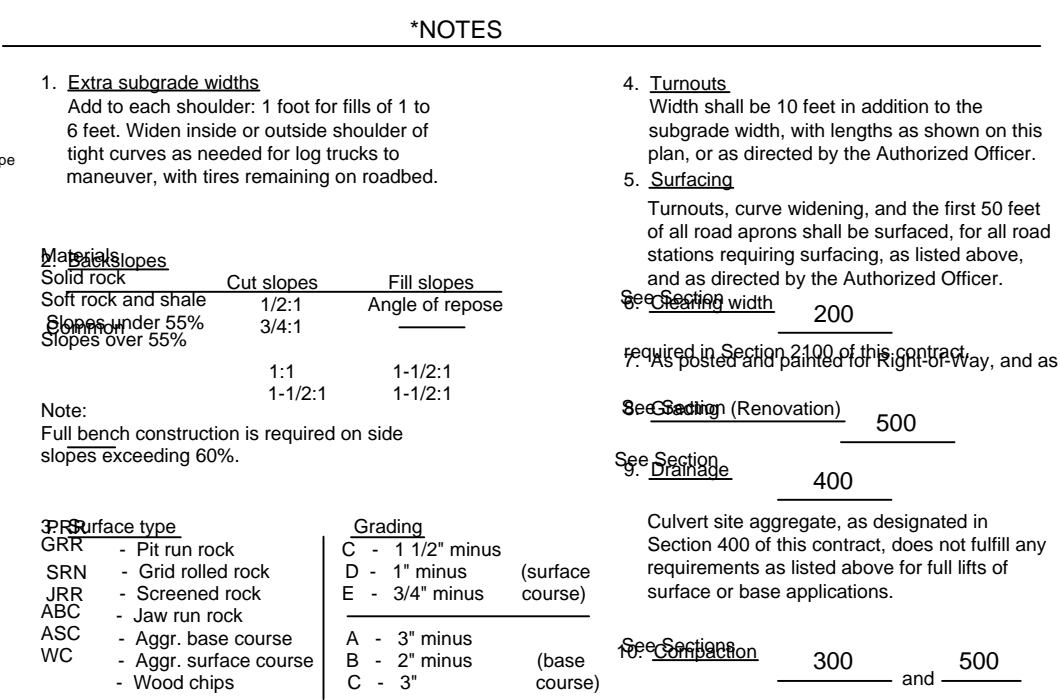 *NOTES
1. Extra subgrade widths
Add to each shoulder: 1 foot for fills of 1 to
6 feet. Widen inside or outside shoulder of
tight curves as needed for log trucks to
maneuver, with tires remaining on roadbed.
pe
2. Backslopes
Materials
Cut slopes Fill slopes
Solid rock
1/2:1 Angle of repose
Soft rock and shale
3/4:1
Common
Slopes under 55%
1:1 1-1/2:1
Slopes over 55%
1-1/2:1 1-1/2:1
Note:
Full bench construction is required on side
slopes exceeding 60%.
3. Surface type
PRR - Pit run rock
GRR - Grid rolled rock
SRN - Screened rock
JRR - Jaw run rock
ABC - Aggr. base course
ASC - Aggr. surface course
WC - Wood chips
Grading
C - 1 1/2" minus
D - 1" minus (surface
E - 3/4" minus course)
A - 3" minus
B - 2" minus (base
C - 3" course)
4. Turnouts
Width shall be 10 feet in addition to the
subgrade width, with lengths as shown on this
plan, or as directed by the Authorized Officer.
5. Surfacing
Turnouts, curve widening, and the first 50 feet
of all road aprons shall be surfaced, for all road
stations requiring surfacing, as listed above,
and as directed by the Authorized Officer.
6. Clearing width
See Section 200
7. As posted and painted for Right-of-Way, and as
required in Section 2100 of this contract.
8. Grading (Renovation)
See Section 500
9. Drainage
See Section 400
Culvert site aggregate, as designated in
Section 400 of this contract, does not fulfill any
requirements as listed above for full lifts of
surface or base applications.
10. Compaction
See Sections 300 and 500